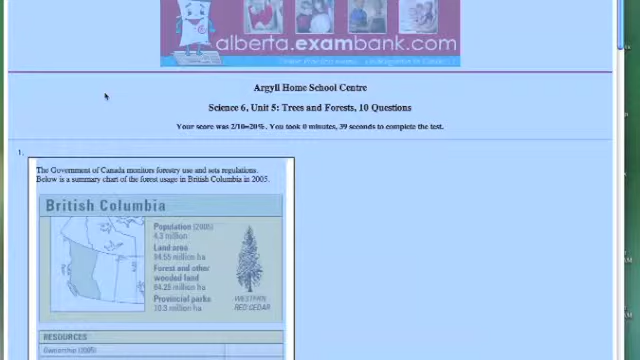 alberta.exambank.com
Argyll Home School Centre
Science 6, Unit 5: Trees and Forests, 10 Questions
Your score was 2/10=20%. You took 0 minutes, 39 seconds to complete the test.
1.
The Government of Canada monitors forestry use and sets regulations.
Below is a summary chart of the forest usage in British Columbia in 2005.
British Columbia
Population (2005)
4.3 million
Land area
94.55 million ha
Forest and other
wooded land
64.25 million ha
Provincial parks
10.3 million ha
WESTERN
RED CEDAR
RESOURCES
Ownership (2005)